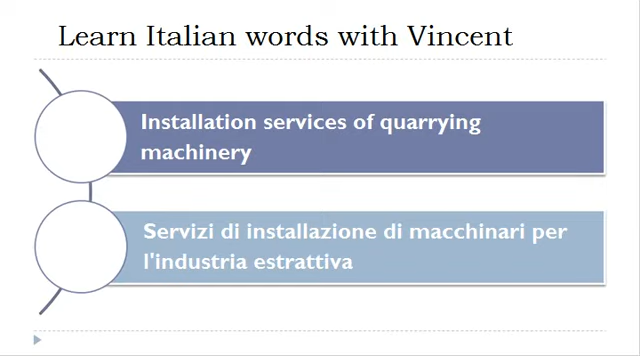 Learn Italian words with Vincent
Installation services of quarrying
machinery
Servizi di installazione di macchinari per
l'industria estrattiva